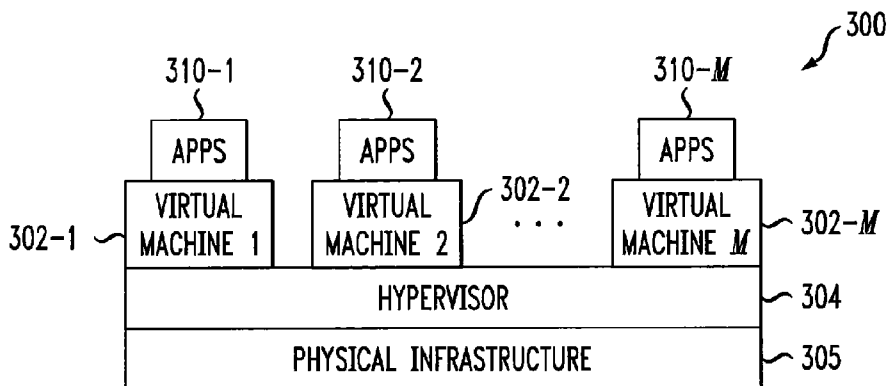 300
310-1 310-2 310-M
APPS APPS APPS
VIRTUAL MACHINE 1
VIRTUAL MACHINE 2
VIRTUAL MACHINE M
302-1
302-2
. . .
302-M
HYPERVISOR
304
PHYSICAL INFRASTRUCTURE
305